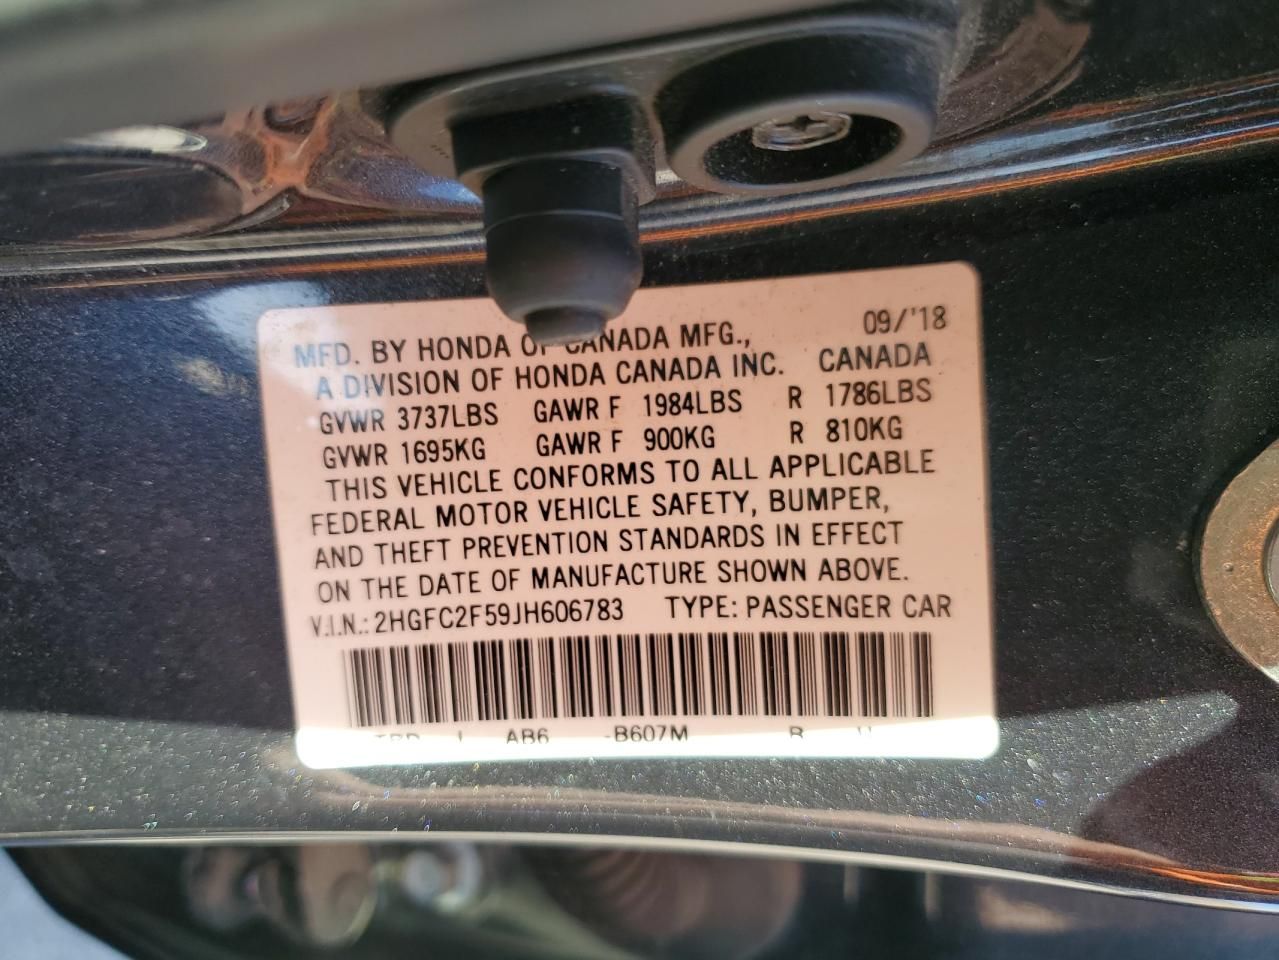 09/'18
MFD. BY HONDA OF CANADA MFG.,
A DIVISION OF HONDA CANADA INC. CANADA
GVWR 3737LBS GAWR F 1984LBS R 1786LBS
GVWR 1695KG GAWR F 900KG R 810KG
THIS VEHICLE CONFORMS TO ALL APPLICABLE
FEDERAL MOTOR VEHICLE SAFETY, BUMPER,
AND THEFT PREVENTION STANDARDS IN EFFECT
ON THE DATE OF MANUFACTURE SHOWN ABOVE.
V.I.N.: 2HGFC2F59JH606783 TYPE: PASSENGER CAR
AB6 -B607M